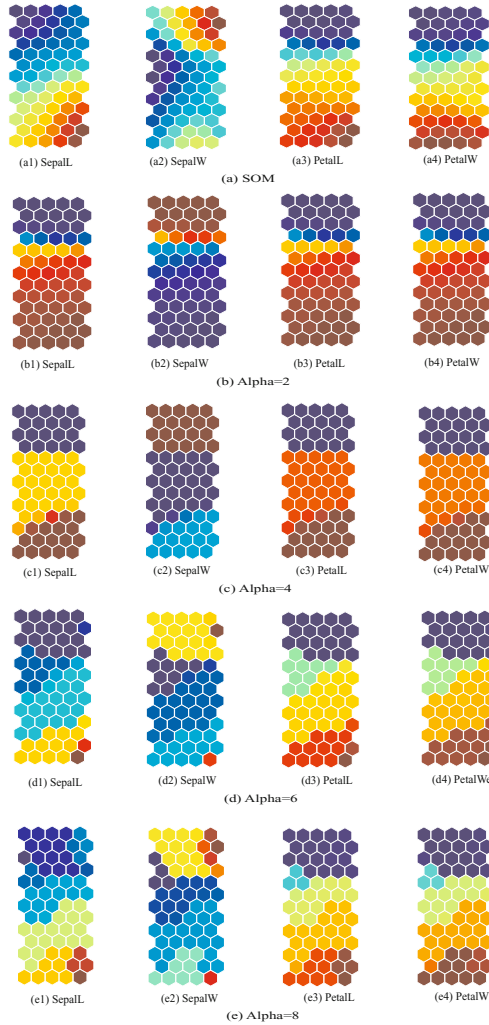 (a1) SepalL (a2) SepalW (a3) PetalL (a4) PetalW
(a) SOM
(b1) SepalL (b2) SepalW (b3) PetalL (b4) PetalW
(b) Alpha=2
(c1) SepalL (c2) SepalW (c3) PetalL (c4) PetalW
(c) Alpha=4
(d1) SepalL (d2) SepalW (d3) PetalL (d4) PetalWe
(d) Alpha=6
(e1) SepalL (e2) SepalW (e3) PetalL (e4) PetalW
(e) Alpha=8